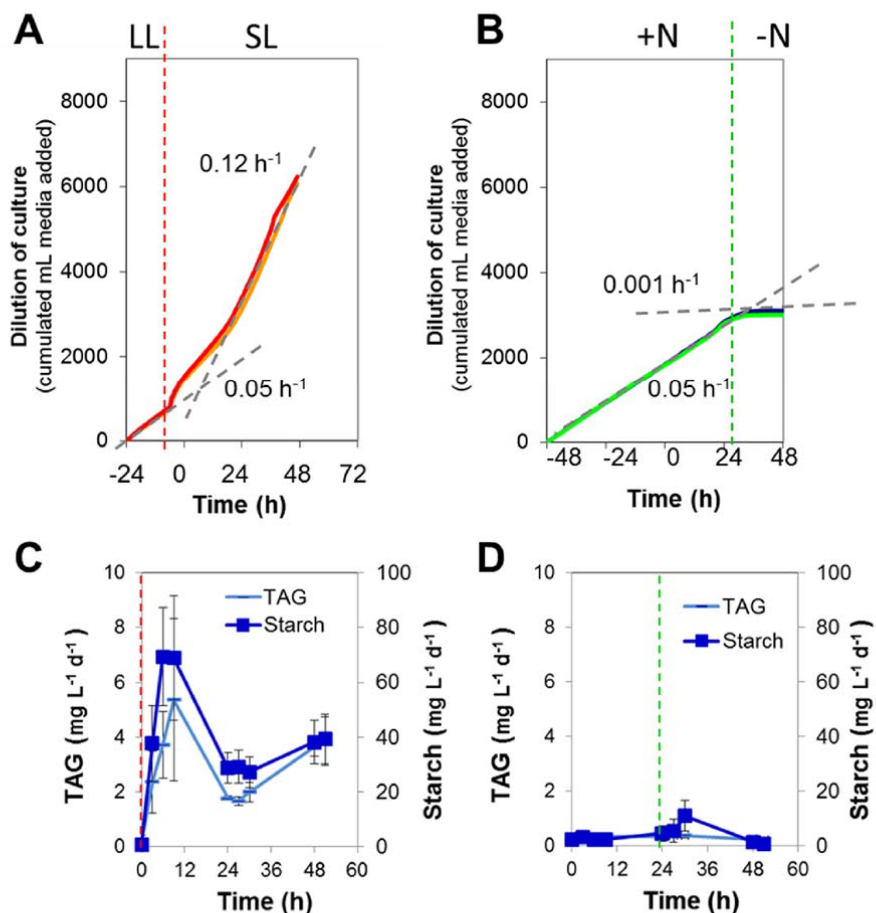 A
LL
SL
Dilution of culture
(cumulated mL media added)
8000
6000
4000
2000
0
0.12 h-1
0.05 h-1
-24
0
24
48
72
Time (h)
B
+N
-N
Dilution of culture
(cumulated mL media added)
8000
6000
4000
2000
0
0.001 h-1
0.05 h-1
-48
-24
0
24
48
Time (h)
C
TAG (mg L-1 d-1)
10
8
6
4
2
0
TAG
Starch
100
80
60
40
20
0
Starch (mg L-1 d-1)
0
12
24
36
48
60
Time (h)
D
TAG (mg L-1 d-1)
10
8
6
4
2
0
TAG
Starch
100
80
60
40
20
0
Starch (mg L-1 d-1)
0
12
24
36
48
60
Time (h)